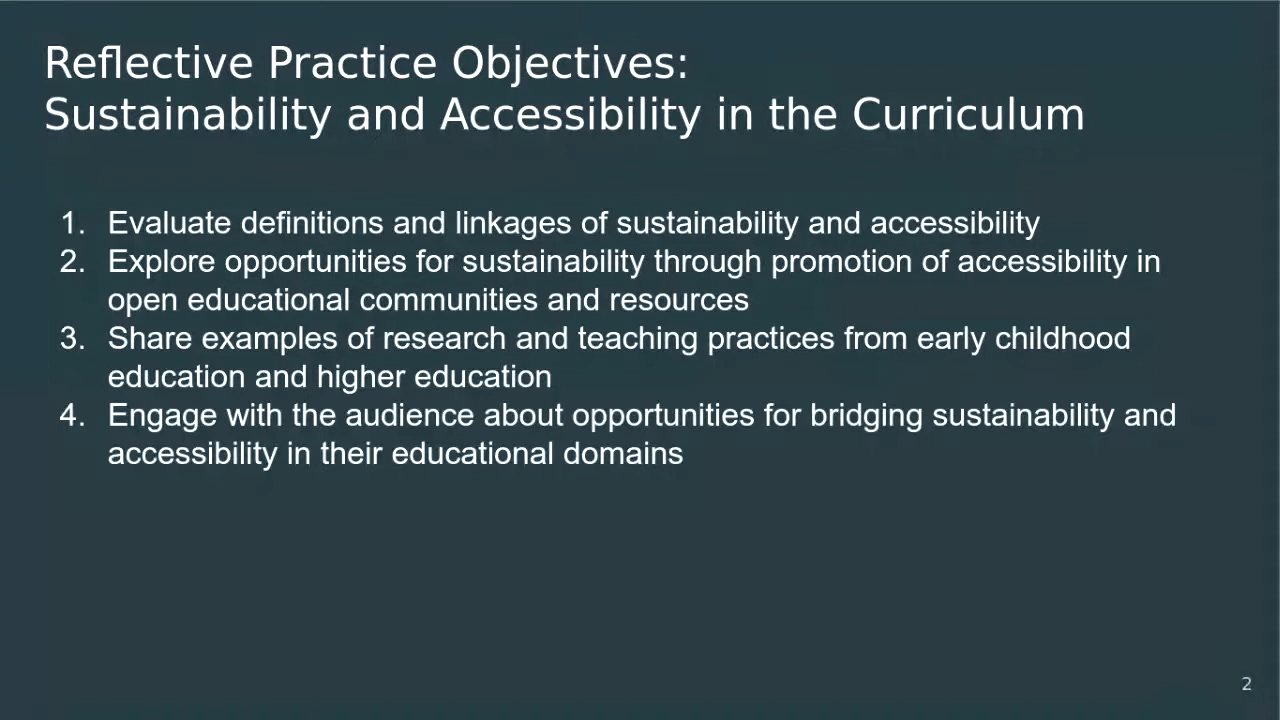 Reflective Practice Objectives:
Sustainability and Accessibility in the Curriculum
1. Evaluate definitions and linkages of sustainability and accessibility
2. Explore opportunities for sustainability through promotion of accessibility in
open educational communities and resources
3. Share examples of research and teaching practices from early childhood
education and higher education
4. Engage with the audience about opportunities for bridging sustainability and
accessibility in their educational domains
2